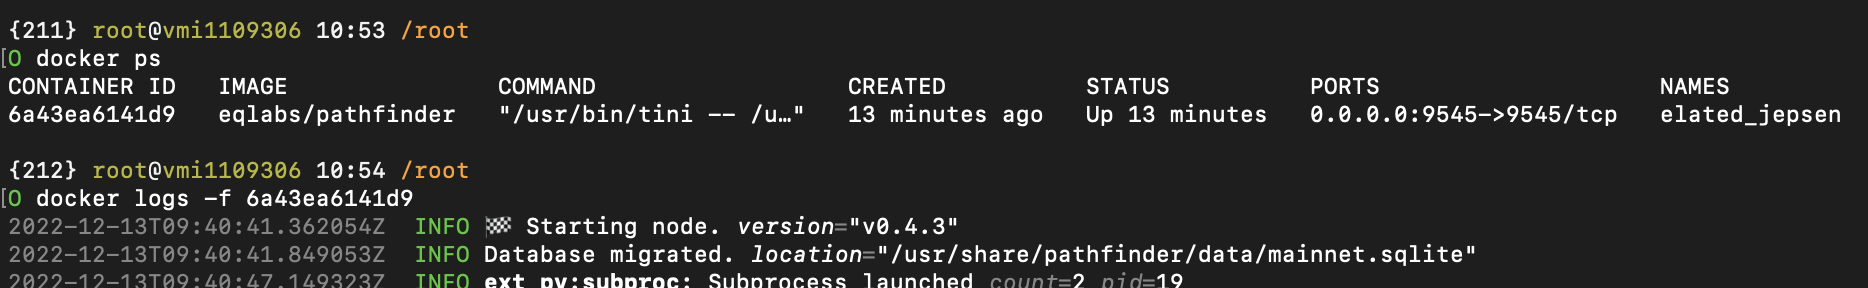 {211} root@vmi1109306 10:53 /root
[O docker ps
CONTAINER ID IMAGE COMMAND CREATED STATUS PORTS NAMES
6a43ea6141d9 eqlabs/pathfinder "/usr/bin/tini -- /u…" 13 minutes ago Up 13 minutes 0.0.0.0:9545->9545/tcp elated_jepsen
{212} root@vmi1109306 10:54 /root
[O docker logs -f 6a43ea6141d9
2022-12-13T09:40:41.362054Z INFO 🏁 Starting node. version="v0.4.3"
2022-12-13T09:40:41.849053Z INFO Database migrated. location="/usr/share/pathfinder/data/mainnet.sqlite"
2022-12-13T09:40:47.149323Z INFO ext_py:subproc: Subprocess launched count=2 pid=19